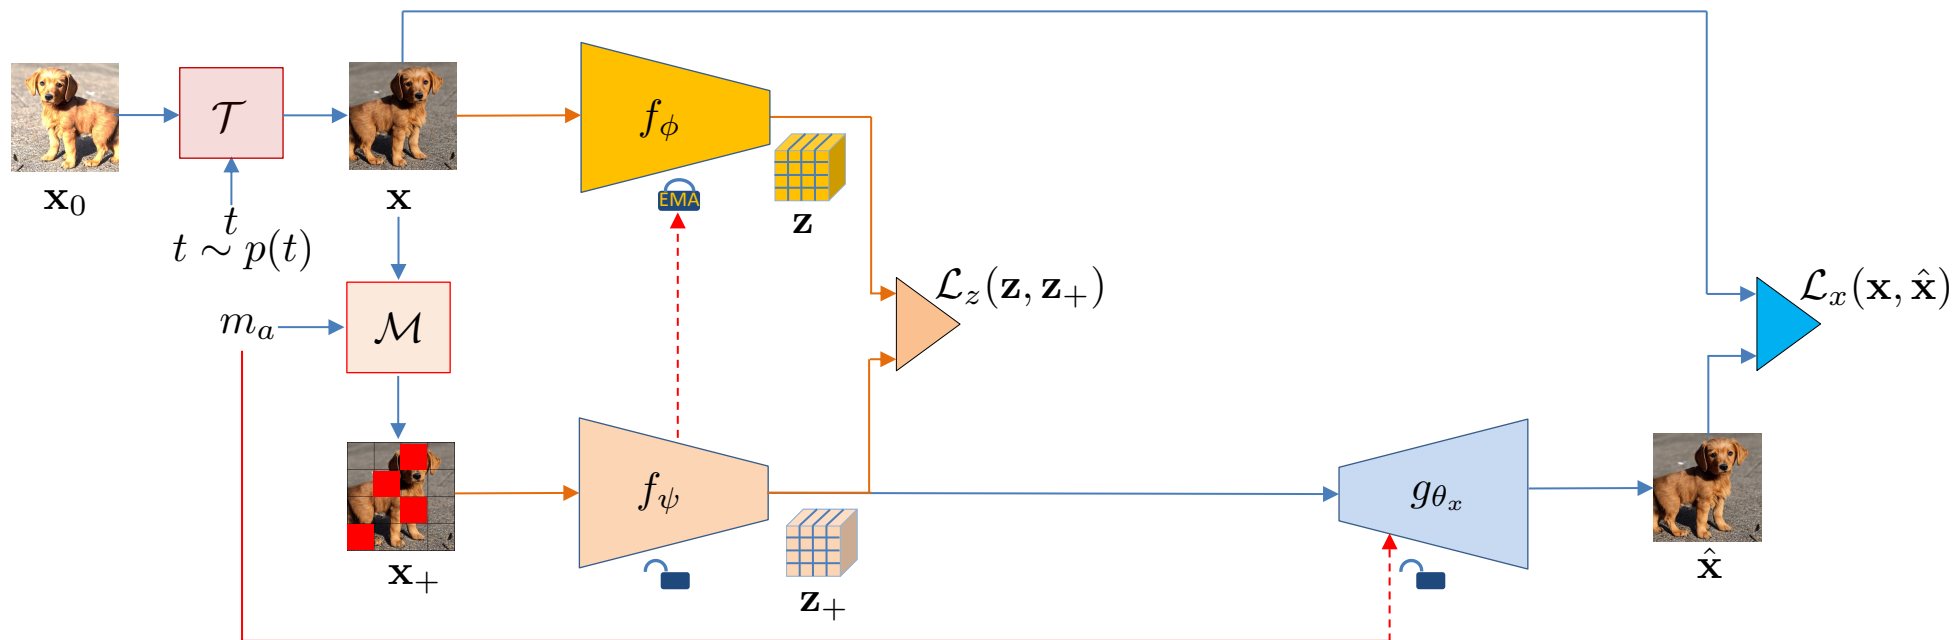 𝒯
x₀
x
t
t ∼ p(t)
f_ϕ
EMA
z
ℒ_z(z, z₊)
ℒ_x(x, x̂)
m_a
ℳ
x₊
f_ψ
z₊
g_{θ_x}
x̂